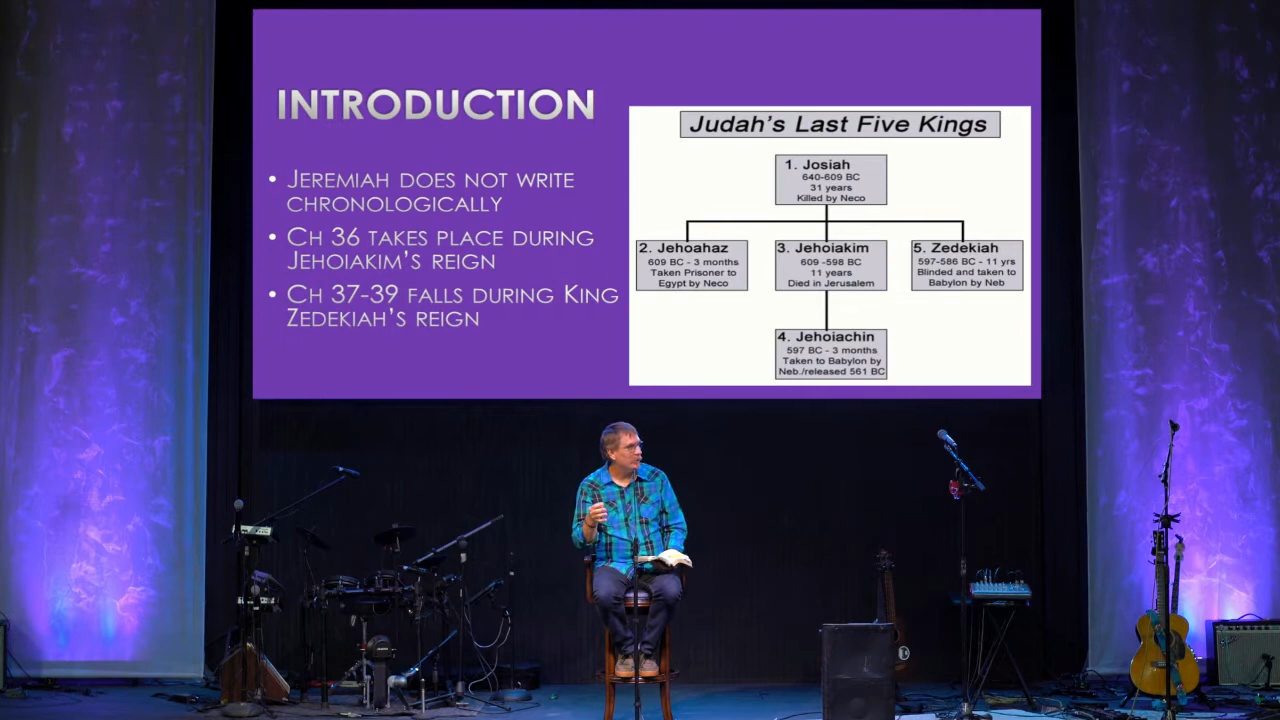 INTRODUCTION
• JEREMIAH DOES NOT WRITE
CHRONOLOGICALLY
• CH 36 TAKES PLACE DURING
JEHOIAKIM'S REIGN
• CH 37-39 FALLS DURING KING
ZEDEKIAH'S REIGN
Judah's Last Five Kings
1. Josiah
640-609 BC
31 years
Killed by Neco
2. Jehoahaz
609 BC - 3 months
Taken Prisoner to
Egypt by Neco
3. Jehoiakim
609 -598 BC
11 years
Died in Jerusalem
5. Zedekiah
597-586 BC - 11 yrs
Blinded and taken to
Babylon by Neb
4. Jehoiachin
597 BC - 3 months
Taken to Babylon by
Neb./released 561 BC